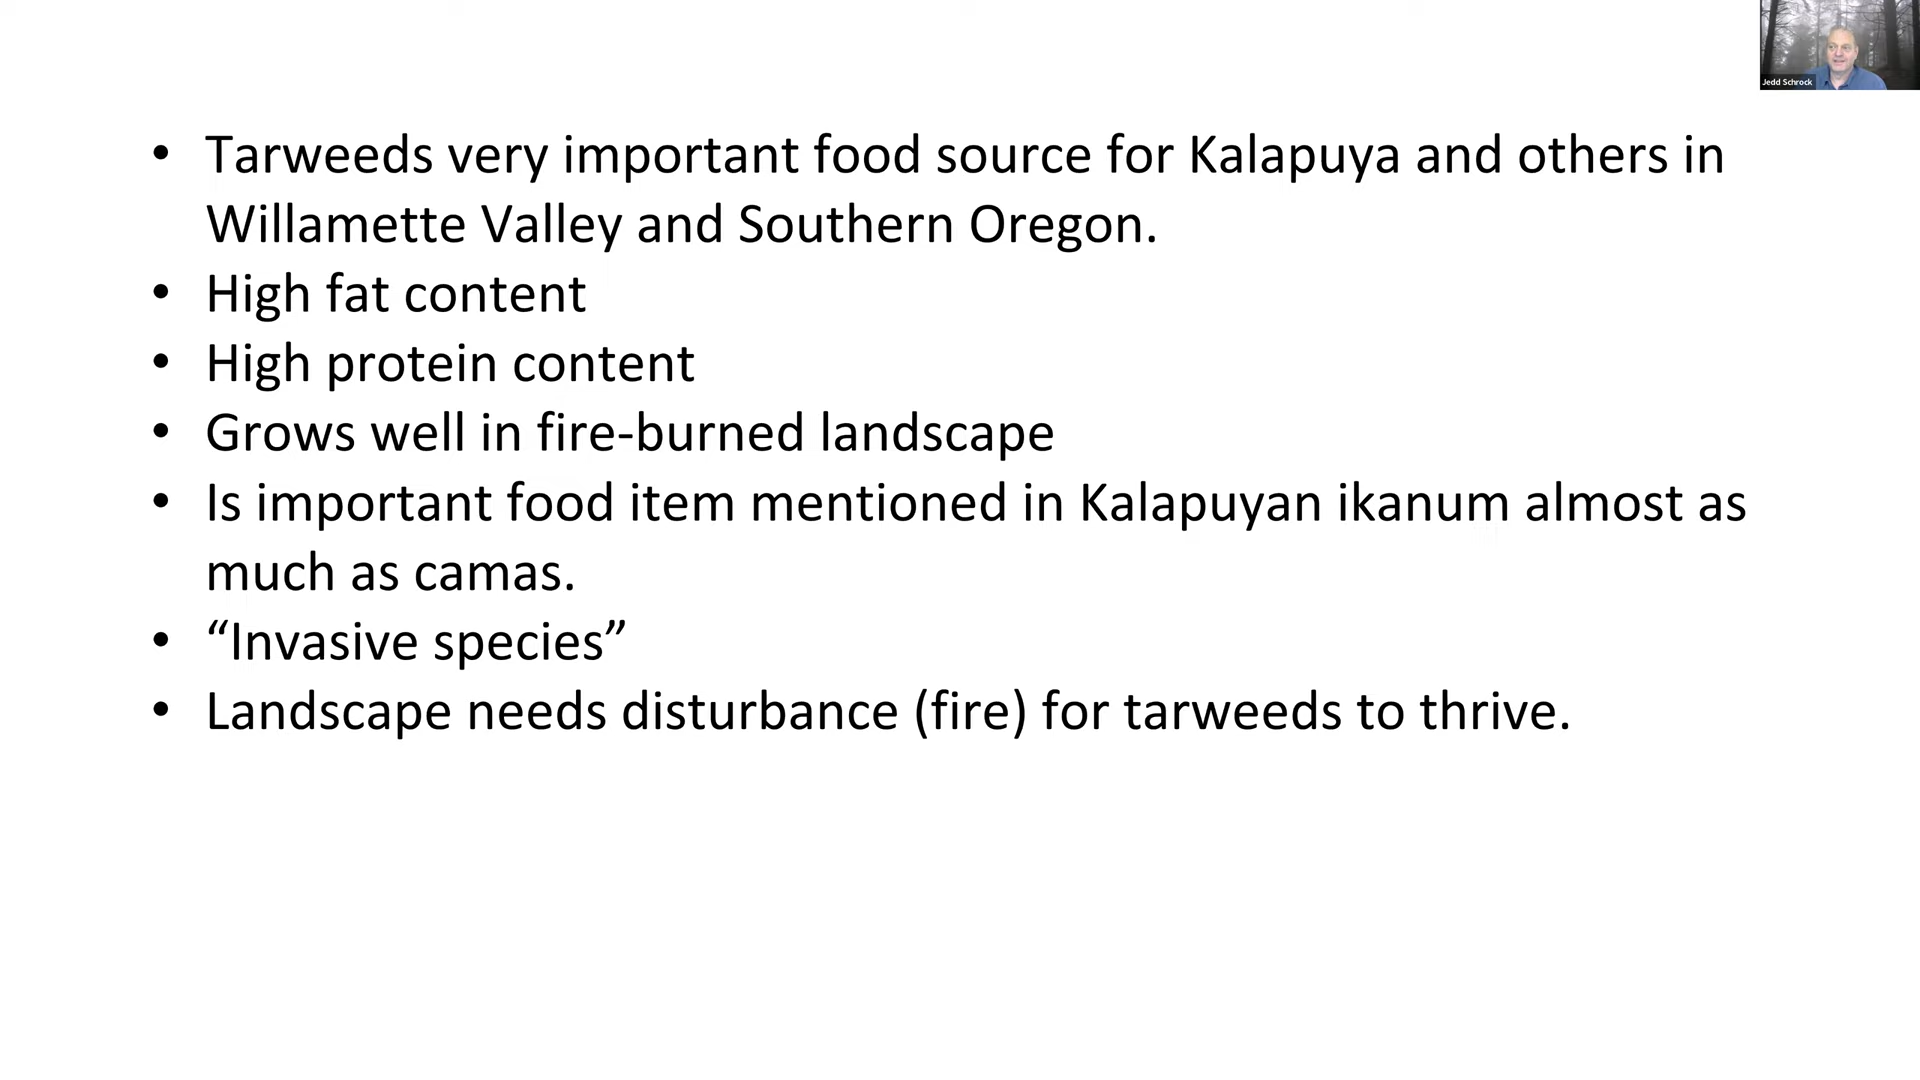 Jedd Schrock
• Tarweeds very important food source for Kalapuya and others in
Willamette Valley and Southern Oregon.
• High fat content
• High protein content
• Grows well in fire-burned landscape
• Is important food item mentioned in Kalapuyan ikanum almost as
much as camas.
• “Invasive species”
• Landscape needs disturbance (fire) for tarweeds to thrive.